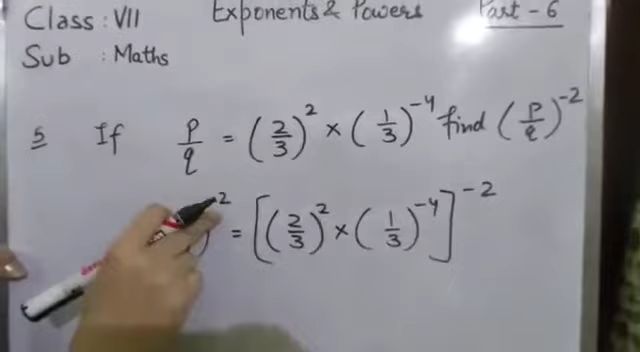 Class : VII Exponents & Powers Part - 6
Sub : Maths
5 If p/q = (2/3)² × (1/3)⁻⁴ find (p/q)⁻²
)² = [(2/3)² × (1/3)⁻⁴]⁻²